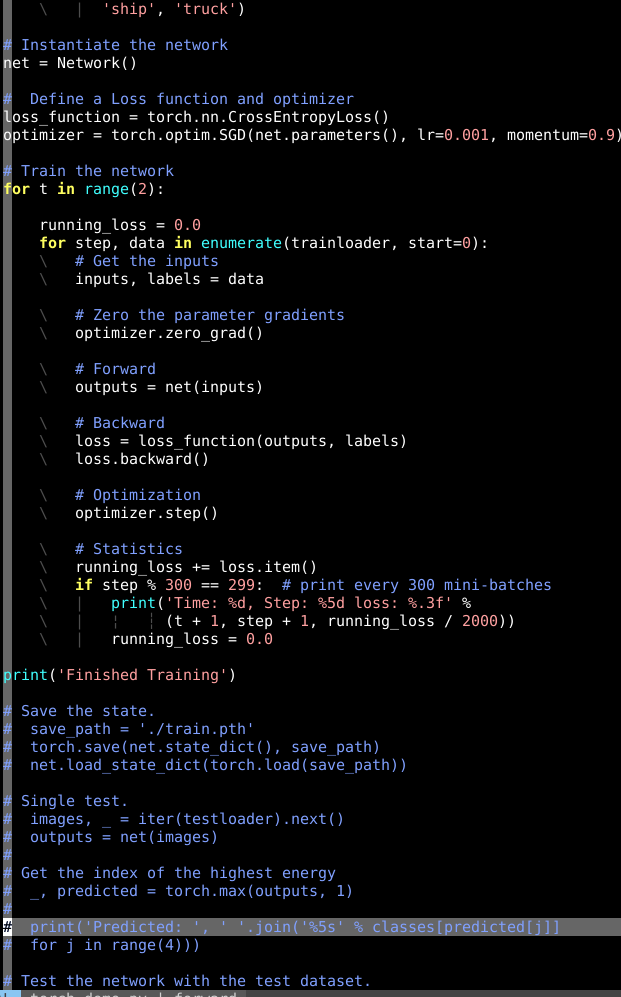 'ship', 'truck')
# Instantiate the network
net = Network()
#  Define a Loss function and optimizer
loss_function = torch.nn.CrossEntropyLoss()
optimizer = torch.optim.SGD(net.parameters(), lr=0.001, momentum=0.9)
# Train the network
for t in range(2):
    running_loss = 0.0
    for step, data in enumerate(trainloader, start=0):
    \   # Get the inputs
    \   inputs, labels = data
    \   # Zero the parameter gradients
    \   optimizer.zero_grad()
    \   # Forward
    \   outputs = net(inputs)
    \   # Backward
    \   loss = loss_function(outputs, labels)
    \   loss.backward()
    \   # Optimization
    \   optimizer.step()
    \   # Statistics
    \   running_loss += loss.item()
    \   if step % 300 == 299:  # print every 300 mini-batches
    \   |   print('Time: %d, Step: %5d loss: %.3f' %
    \   |   ¦   ¦ (t + 1, step + 1, running_loss / 2000))
    \   |   running_loss = 0.0
print('Finished Training')
# Save the state.
#  save_path = './train.pth'
#  torch.save(net.state_dict(), save_path)
#  net.load_state_dict(torch.load(save_path))
# Single test.
#  images, _ = iter(testloader).next()
#  outputs = net(images)
#
# Get the index of the highest energy
#  _, predicted = torch.max(outputs, 1)
#
#  print('Predicted: ', ' '.join('%5s' % classes[predicted[j]]
#  for j in range(4)))
# Test the network with the test dataset.